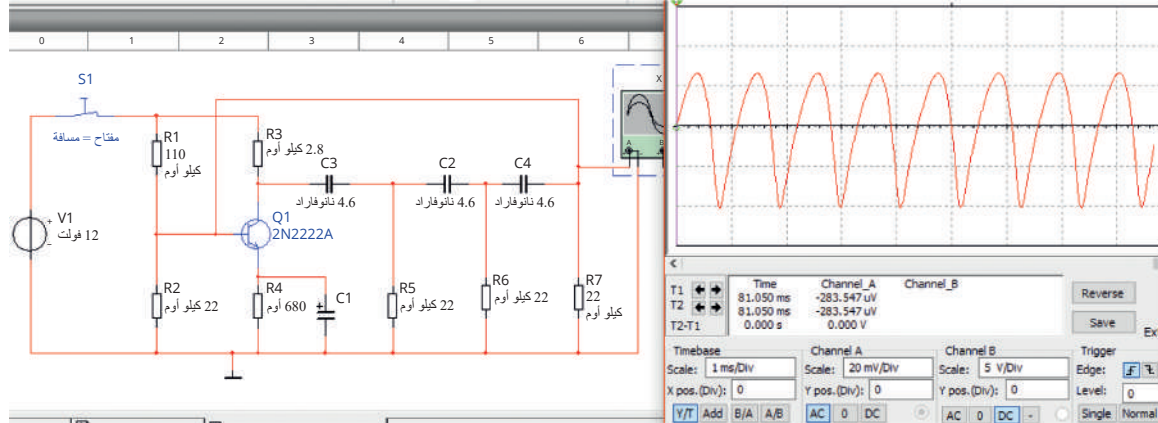 0 1 2 3 4 5 6
S1
مفتاح = مسافة
R1
110
كيلو أوم
R3
2.8 كيلو أوم
C3
4.6 نانوفاراد
C2
4.6 نانوفاراد
C4
4.6 نانوفاراد
X
A
B
V1
12 فولت
Q1
2N2222A
R2
22 كيلو أوم
R4
680 أوم
C1
R5
22 كيلو أوم
R6
22 كيلو أوم
R7
22
كيلو أوم
Time Channel_A Channel_B
T1 81.050 ms -283.547 uV
T2 81.050 ms -283.547 uV
T2-T1 0.000 s 0.000 V
Reverse
Save
Ex
Timebase
Scale: 1 ms/Div
X pos.(Div): 0
Y/T Add B/A A/B
Channel A
Scale: 20 mV/Div
Y pos.(Div): 0
AC 0 DC
Channel B
Scale: 5 V/Div
Y pos.(Div): 0
AC 0 DC -
Trigger
Edge:
Level: 0
Single Normal